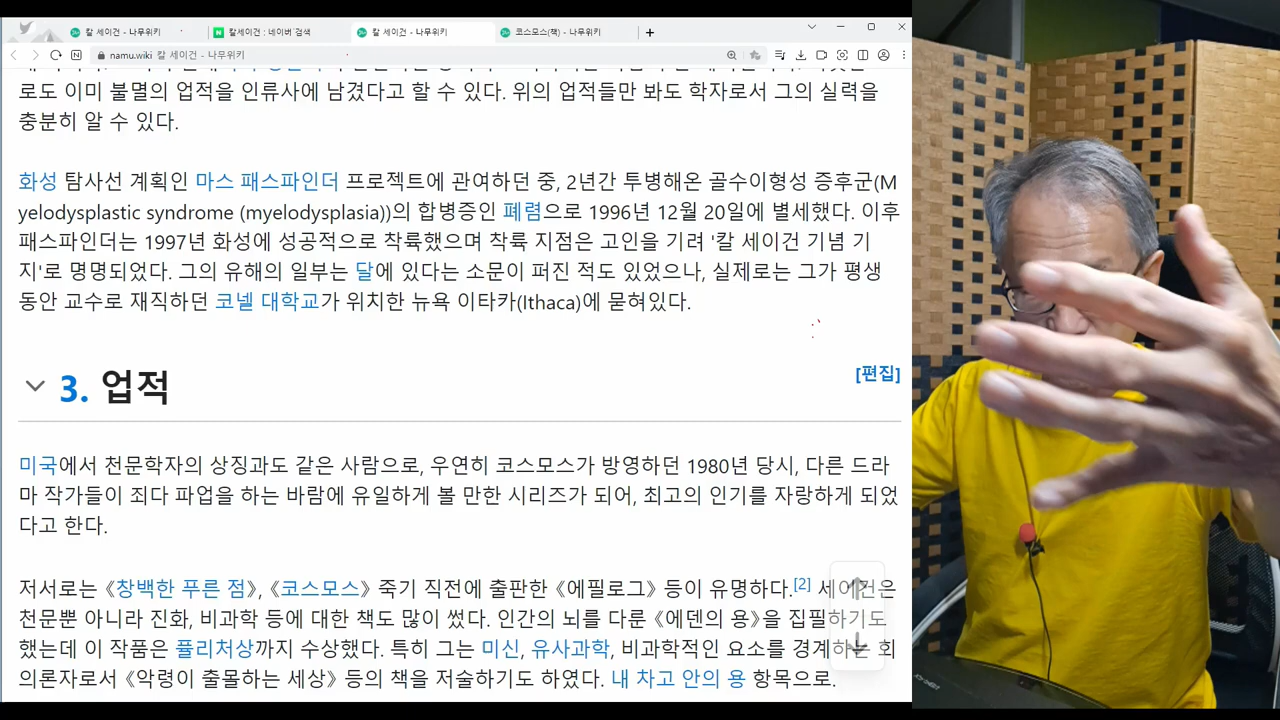 칼 세이건 - 나무위키
칼세이건 : 네이버 검색
칼 세이건 - 나무위키
코스모스(책) - 나무위키
namu.wiki 칼 세이건 - 나무위키
로도 이미 불멸의 업적을 인류사에 남겼다고 할 수 있다. 위의 업적들만 봐도 학자로서 그의 실력을
충분히 알 수 있다.
화성 탐사선 계획인 마스 패스파인더 프로젝트에 관여하던 중, 2년간 투병해온 골수이형성 증후군(M
yelodysplastic syndrome (myelodysplasia))의 합병증인 폐렴으로 1996년 12월 20일에 별세했다. 이후
패스파인더는 1997년 화성에 성공적으로 착륙했으며 착륙 지점은 고인을 기려 '칼 세이건 기념 기
지'로 명명되었다. 그의 유해의 일부는 달에 있다는 소문이 퍼진 적도 있었으나, 실제로는 그가 평생
동안 교수로 재직하던 코넬 대학교가 위치한 뉴욕 이타카(Ithaca)에 묻혀있다.
3. 업적
[편집]
미국에서 천문학자의 상징과도 같은 사람으로, 우연히 코스모스가 방영하던 1980년 당시, 다른 드라
마 작가들이 죄다 파업을 하는 바람에 유일하게 볼 만한 시리즈가 되어, 최고의 인기를 자랑하게 되었
다고 한다.
저서로는 《창백한 푸른 점》, 《코스모스》 죽기 직전에 출판한 《에필로그》 등이 유명하다.[2] 세이건은
천문뿐 아니라 진화, 비과학 등에 대한 책도 많이 썼다. 인간의 뇌를 다룬 《에덴의 용》을 집필하기도
했는데 이 작품은 퓰리처상까지 수상했다. 특히 그는 미신, 유사과학, 비과학적인 요소를 경계하는 회
의론자로서 《악령이 출몰하는 세상》 등의 책을 저술하기도 하였다. 내 차고 안의 용 항목으로.